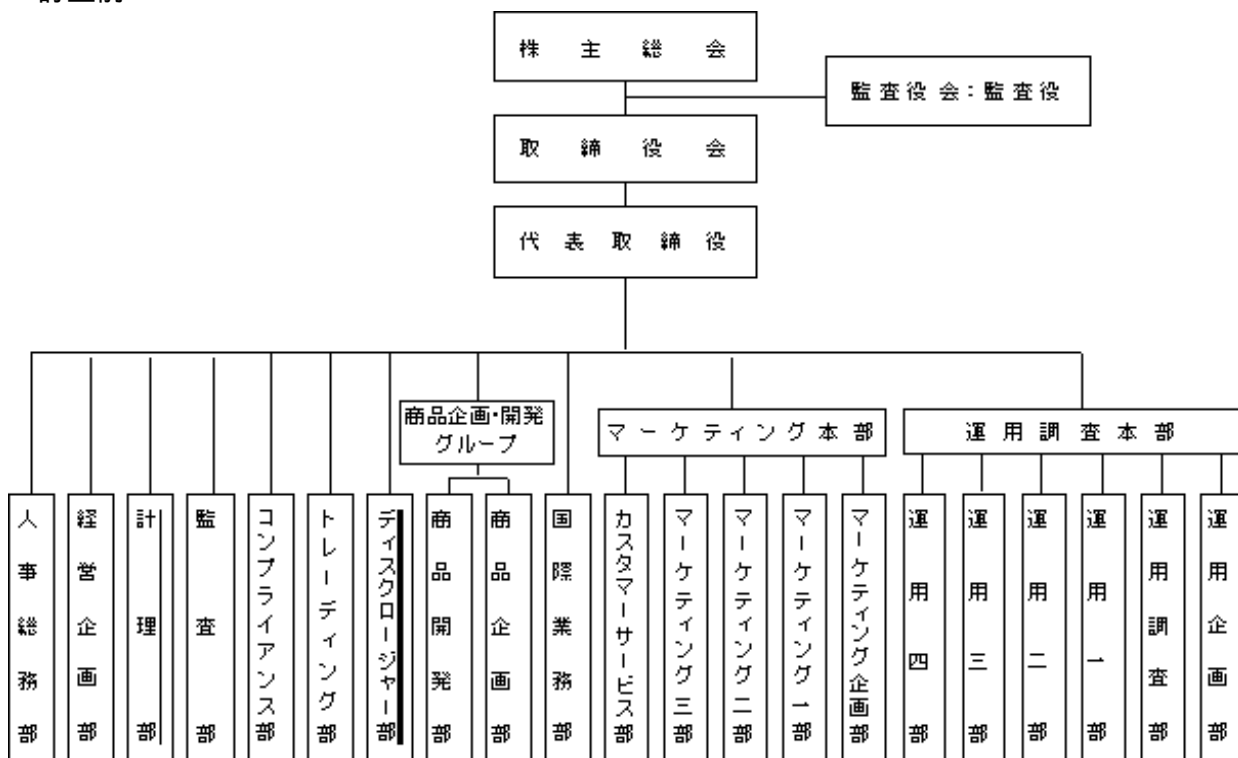 株主総会
監査役会：監査役
取締役会
代表取締役
商品企画・開発
グループ
マーケティング本部
運用調査本部
人事総務部
経営企画部
計理部
監査部
コンプライアンス部
トレーディング部
ディスクロージャー部
商品開発部
商品企画部
国際業務部
カスタマーサービス部
マーケティング三部
マーケティング二部
マーケティング一部
マーケティング企画部
運用四部
運用三部
運用二部
運用一部
運用調査部
運用企画部